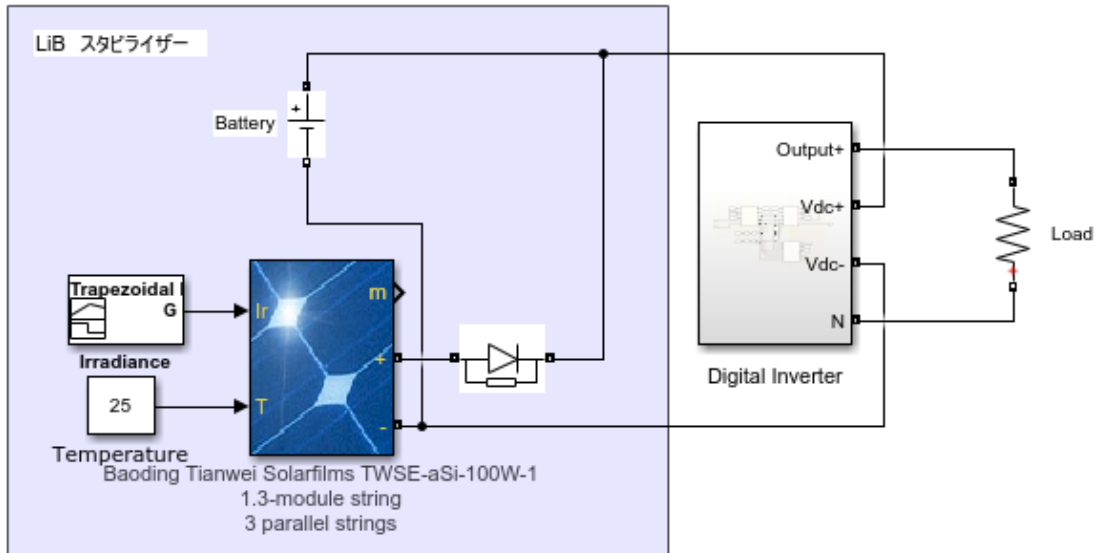 LiB スタビライザー
+
Battery
Trapezoidal I
G
Irradiance
25
Temperature
Ir
T
m
+
-
Baoding Tianwei Solarfilms TWSE-aSi-100W-1
1.3-module string
3 parallel strings
Output+
Vdc+
Vdc-
N
Digital Inverter
Load